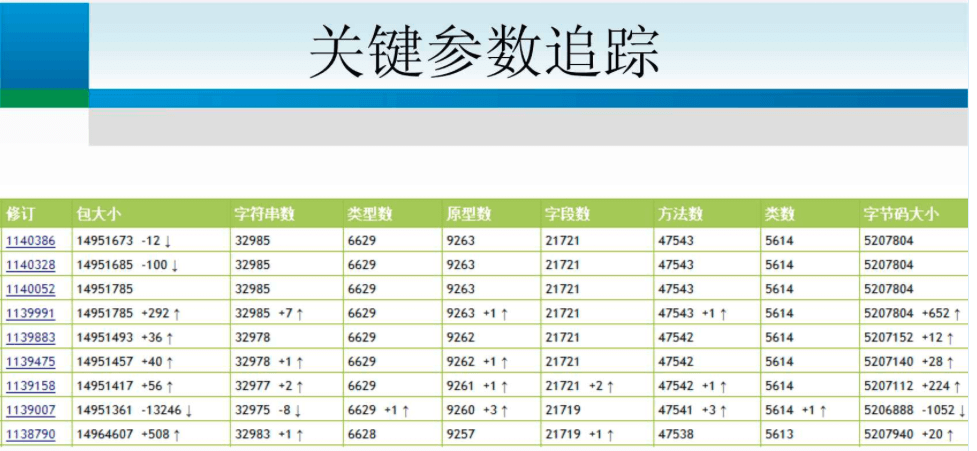 关键参数追踪
修订 包大小 字符串数 类型数 原型数 字段数 方法数 类数 字节码大小
1140386 14951673 -12↓ 32985 6629 9263 21721 47543 5614 5207804
1140328 14951685 -100↓ 32985 6629 9263 21721 47543 5614 5207804
1140052 14951785 32985 6629 9263 21721 47543 5614 5207804
1139991 14951785 +292↑ 32985 +7↑ 6629 9263 +1↑ 21721 47543 +1↑ 5614 5207804 +652↑
1139883 14951493 +36↑ 32978 6629 9262 21721 47542 5614 5207152 +12↑
1139475 14951457 +40↑ 32978 +1↑ 6629 9262 +1↑ 21721 47542 5614 5207140 +28↑
1139158 14951417 +56↑ 32977 +2↑ 6629 9261 +1↑ 21721 +2↑ 47542 +1↑ 5614 5207112 +224↑
1139007 14951361 -13246↓ 32975 -8↓ 6629 +1↑ 9260 +3↑ 21719 47541 +3↑ 5614 +1↑ 5206888 -1052↓
1138790 14964607 +508↑ 32983 +1↑ 6628 9257 21719 +1↑ 47538 5613 5207940 +20↑